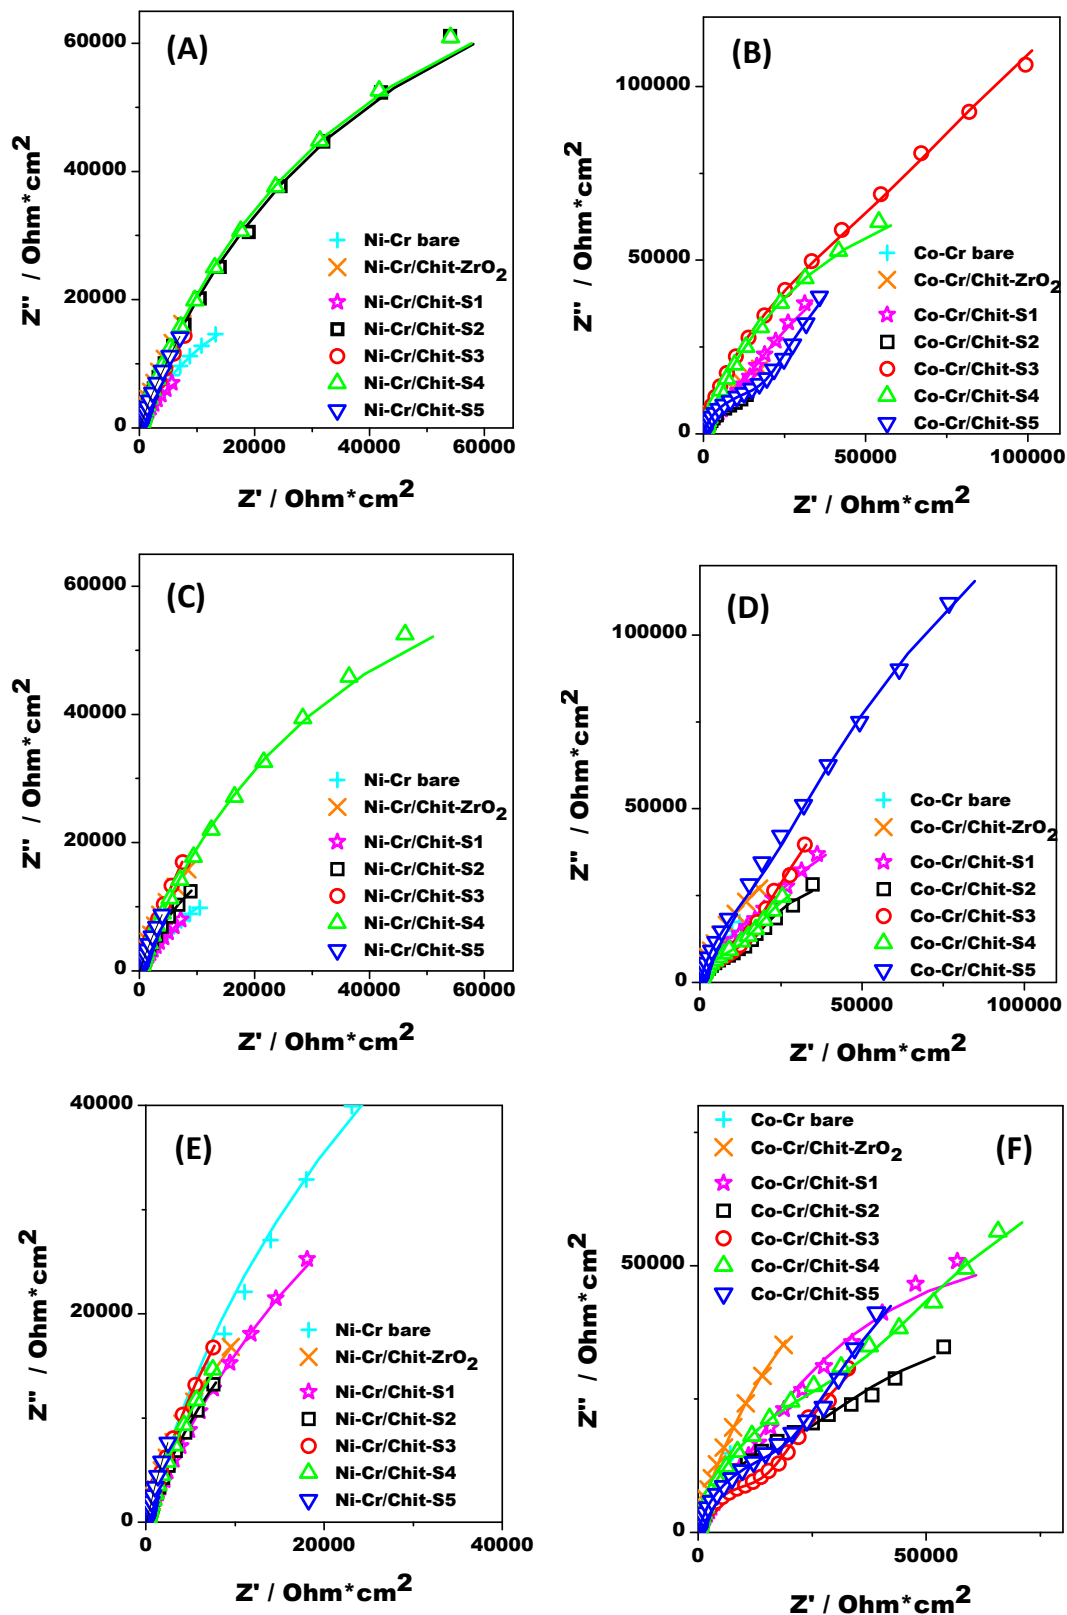 (A)
60000
40000
20000
0
0
20000
40000
60000
Z'' / Ohm*cm2
Z' / Ohm*cm2
Ni-Cr bare
Ni-Cr/Chit-ZrO2
Ni-Cr/Chit-S1
Ni-Cr/Chit-S2
Ni-Cr/Chit-S3
Ni-Cr/Chit-S4
Ni-Cr/Chit-S5
(B)
100000
50000
0
0
50000
100000
Z'' / Ohm*cm2
Z' / Ohm*cm2
Co-Cr bare
Co-Cr/Chit-ZrO2
Co-Cr/Chit-S1
Co-Cr/Chit-S2
Co-Cr/Chit-S3
Co-Cr/Chit-S4
Co-Cr/Chit-S5
(C)
60000
40000
20000
0
0
20000
40000
60000
Z'' / Ohm*cm2
Z' / Ohm*cm2
Ni-Cr bare
Ni-Cr/Chit-ZrO2
Ni-Cr/Chit-S1
Ni-Cr/Chit-S2
Ni-Cr/Chit-S3
Ni-Cr/Chit-S4
Ni-Cr/Chit-S5
(D)
100000
50000
0
0
50000
100000
Z'' / Ohm*cm2
Z' / Ohm*cm2
Co-Cr bare
Co-Cr/Chit-ZrO2
Co-Cr/Chit-S1
Co-Cr/Chit-S2
Co-Cr/Chit-S3
Co-Cr/Chit-S4
Co-Cr/Chit-S5
(E)
40000
20000
0
0
20000
40000
Z'' / Ohm*cm2
Z' / Ohm*cm2
Ni-Cr bare
Ni-Cr/Chit-ZrO2
Ni-Cr/Chit-S1
Ni-Cr/Chit-S2
Ni-Cr/Chit-S3
Ni-Cr/Chit-S4
Ni-Cr/Chit-S5
(F)
50000
0
0
50000
Z'' / Ohm*cm2
Z' / Ohm*cm2
Co-Cr bare
Co-Cr/Chit-ZrO2
Co-Cr/Chit-S1
Co-Cr/Chit-S2
Co-Cr/Chit-S3
Co-Cr/Chit-S4
Co-Cr/Chit-S5